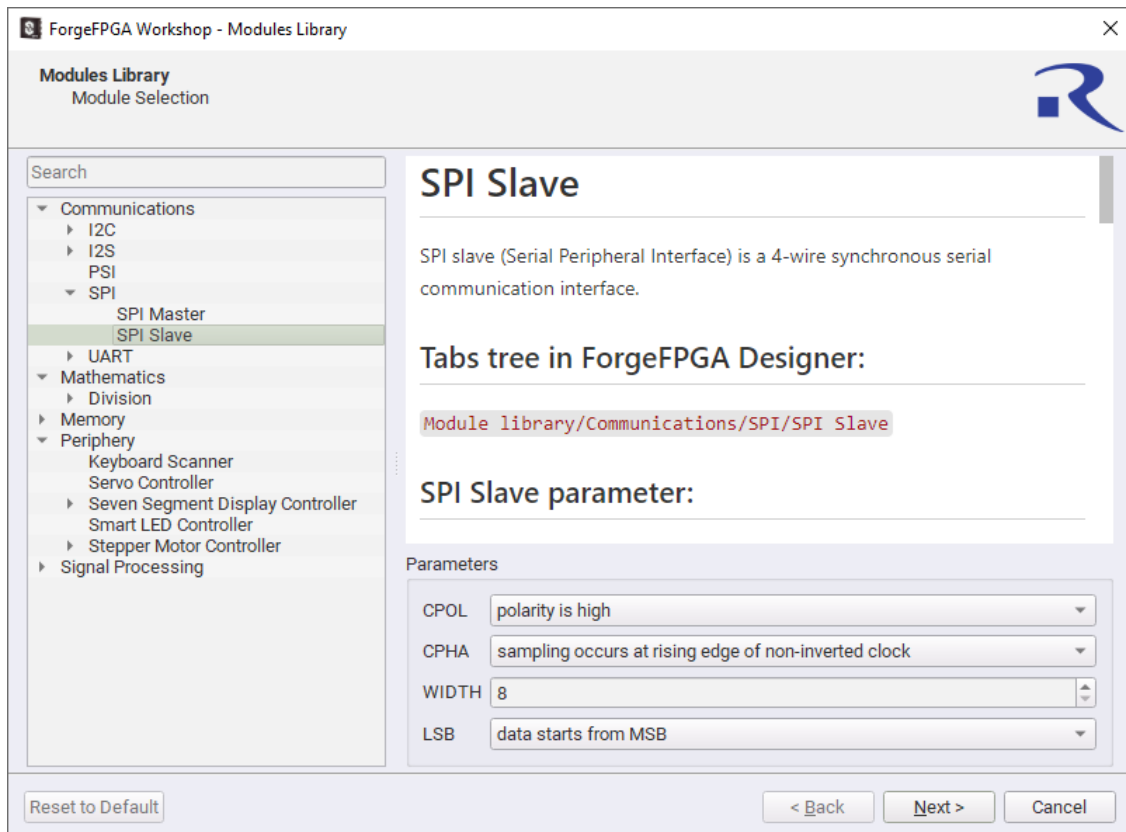 ForgeFPGA Workshop - Modules Library
Modules Library
Module Selection
Search
Communications
I2C
I2S
PSI
SPI
SPI Master
SPI Slave
UART
Mathematics
Division
Memory
Periphery
Keyboard Scanner
Servo Controller
Seven Segment Display Controller
Smart LED Controller
Stepper Motor Controller
Signal Processing
SPI Slave
SPI slave (Serial Peripheral Interface) is a 4-wire synchronous serial
communication interface.
Tabs tree in ForgeFPGA Designer:
Module library/Communications/SPI/SPI Slave
SPI Slave parameter:
Parameters
CPOL polarity is high
CPHA sampling occurs at rising edge of non-inverted clock
WIDTH 8
LSB data starts from MSB
Reset to Default
< Back
Next >
Cancel